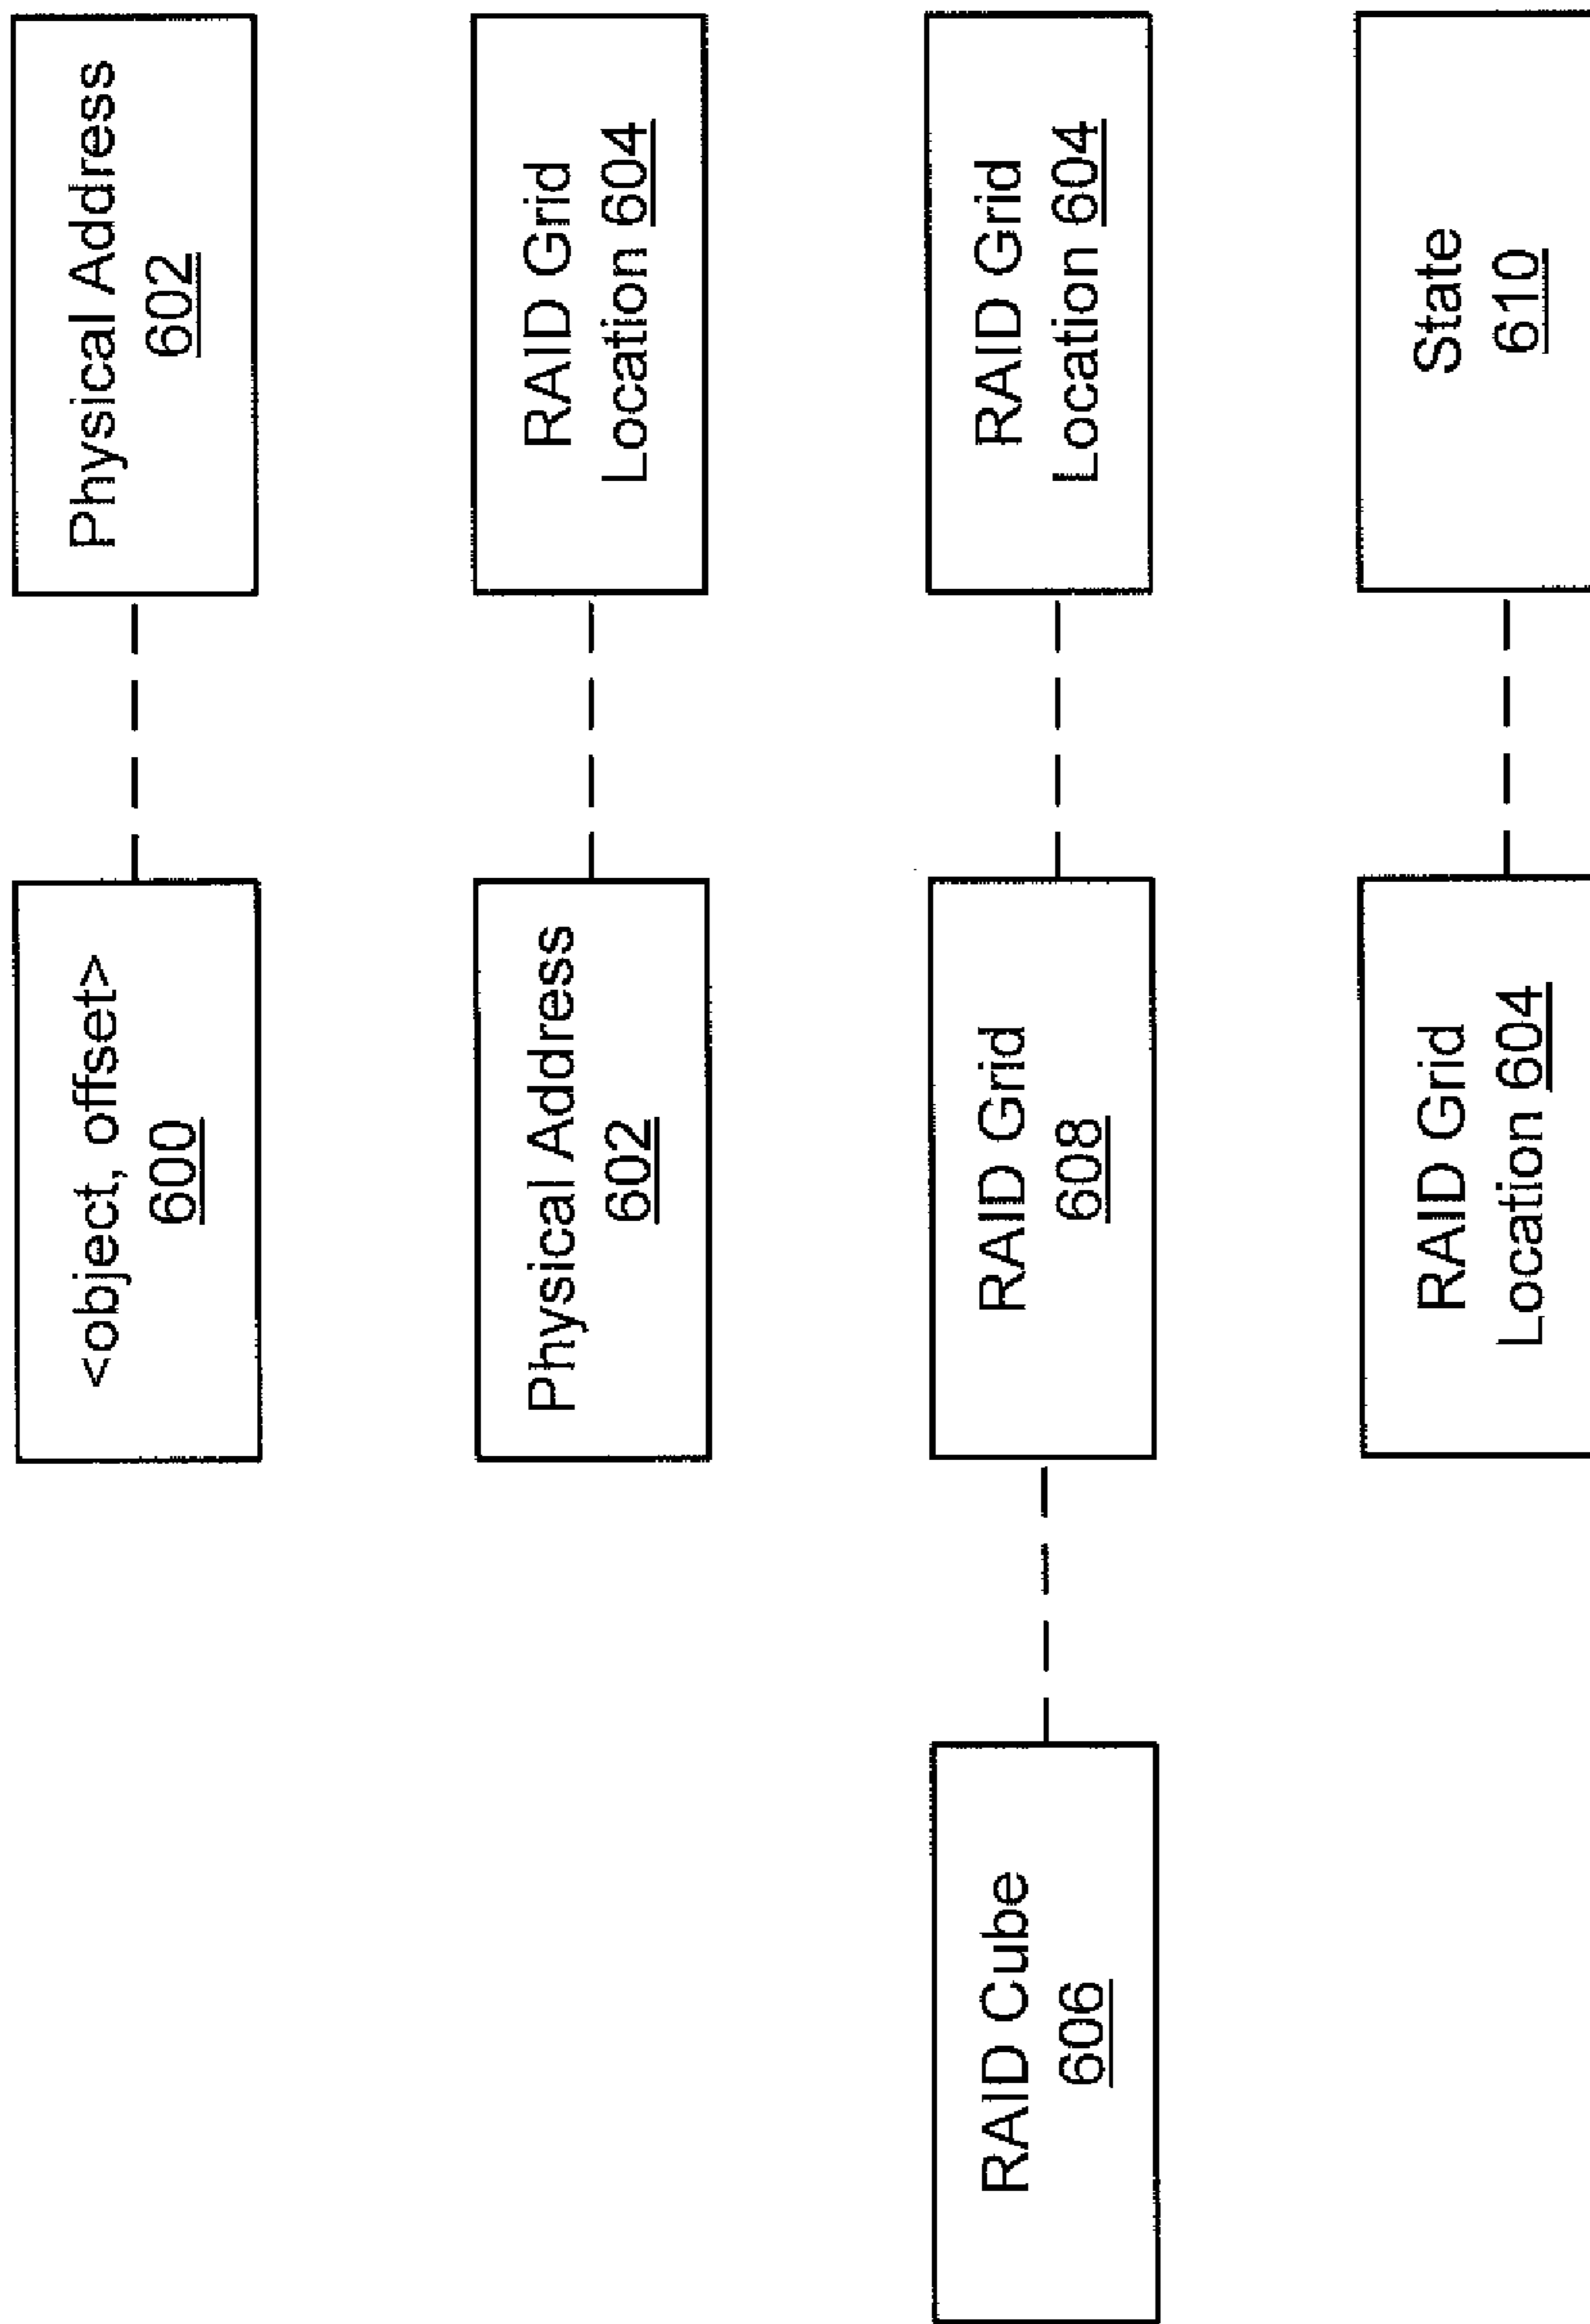 <object, offset>
600
Physical Address
602
Physical Address
602
RAID Grid
Location 604
RAID Cube
606
RAID Grid
608
RAID Grid
Location 604
RAID Grid
Location 604
State
610